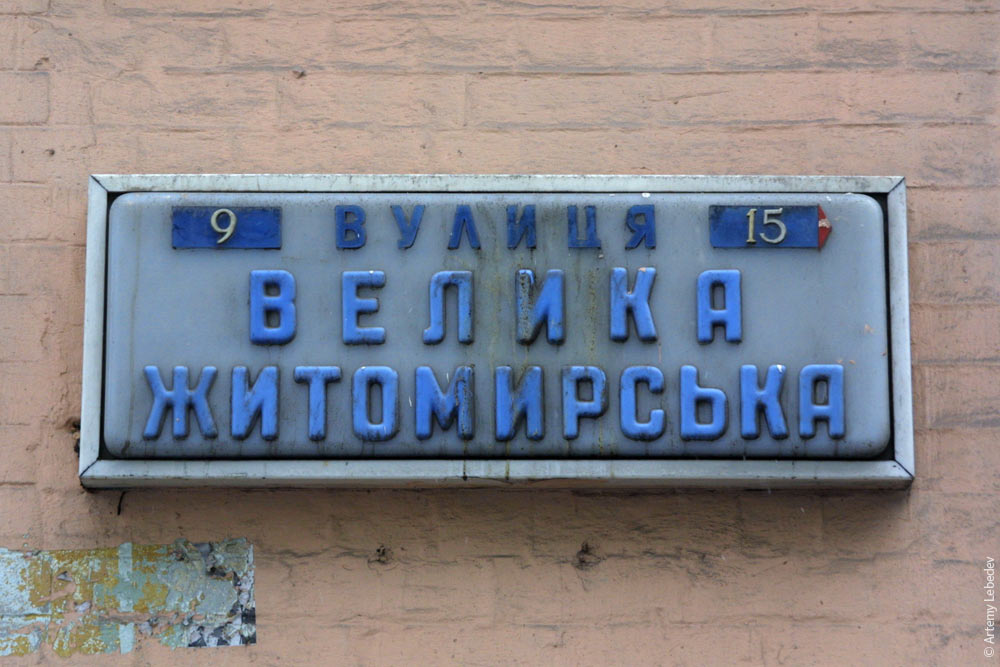 9 ВУЛИЦЯ 15
ВЕЛИКА
ЖИТОМИРСЬКА
© Artemy Lebedev